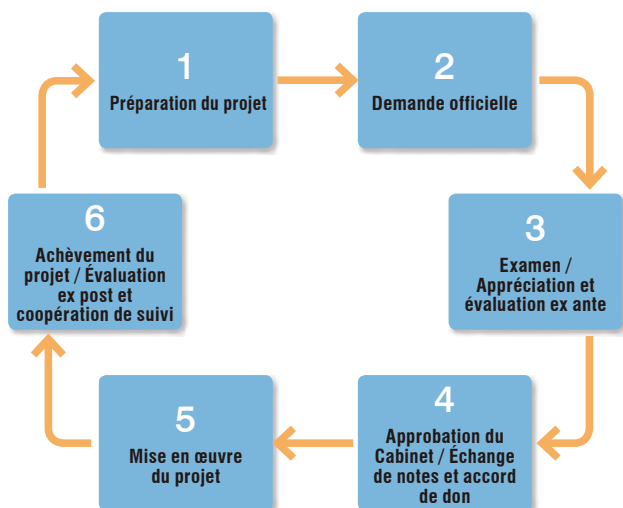 1
Préparation du projet
2
Demande officielle
3
Examen /
Appréciation et
évaluation ex ante
4
Approbation du
Cabinet / Échange
de notes et accord
de don
5
Mise en œuvre
du projet
6
Achèvement du
projet / Évaluation
ex post et
coopération de suivi